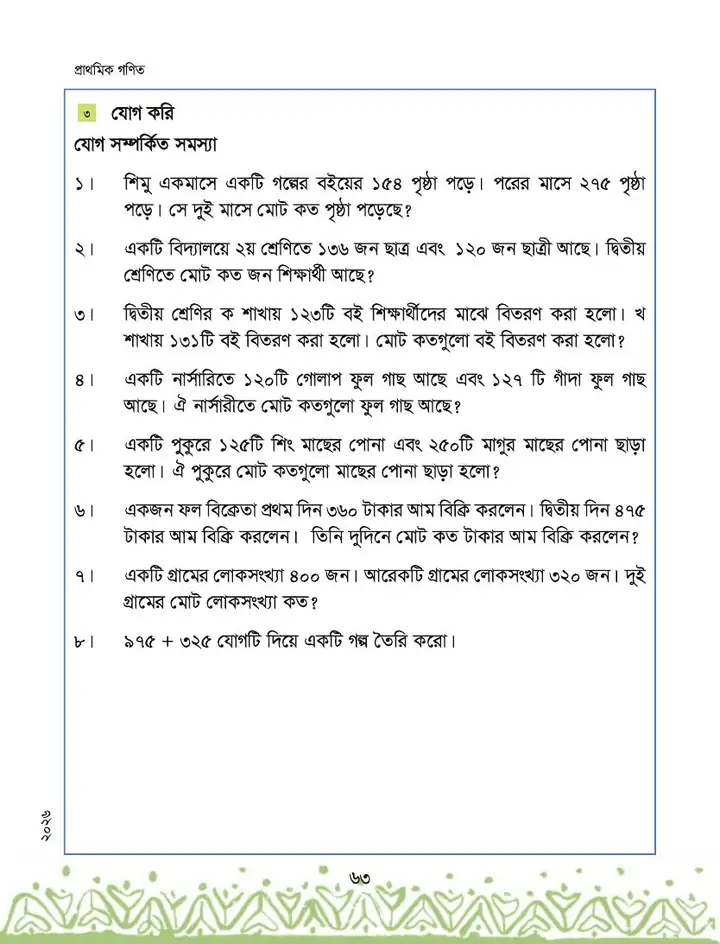 প্রাথমিক গণিত
৩ যোগ করি
যোগ সম্পর্কিত সমস্যা
১। শিমু একমাসে একটি গল্পের বইয়ের ১৫৪ পৃষ্ঠা পড়ে। পরের মাসে ২৭৫ পৃষ্ঠা
পড়ে। সে দুই মাসে মোট কত পৃষ্ঠা পড়েছে?
২। একটি বিদ্যালয়ে ২য় শ্রেণিতে ১৩৬ জন ছাত্র এবং ১২০ জন ছাত্রী আছে। দ্বিতীয়
শ্রেণিতে মোট কত জন শিক্ষার্থী আছে?
৩। দ্বিতীয় শ্রেণির ক শাখায় ১২৩টি বই শিক্ষার্থীদের মাঝে বিতরণ করা হলো। খ
শাখায় ১৩১টি বই বিতরণ করা হলো। মোট কতগুলো বই বিতরণ করা হলো?
৪। একটি নার্সারিতে ১২০টি গোলাপ ফুল গাছ আছে এবং ১২৭ টি গাঁদা ফুল গাছ
আছে। ঐ নার্সারীতে মোট কতগুলো ফুল গাছ আছে?
৫। একটি পুকুরে ১২৫টি শিং মাছের পোনা এবং ২৫০টি মাগুর মাছের পোনা ছাড়া
হলো। ঐ পুকুরে মোট কতগুলো মাছের পোনা ছাড়া হলো?
৬। একজন ফল বিক্রেতা প্রথম দিন ৩৬০ টাকার আম বিক্রি করলেন। দ্বিতীয় দিন ৪৭৫
টাকার আম বিক্রি করলেন। তিনি দুদিনে মোট কত টাকার আম বিক্রি করলেন?
৭। একটি গ্রামের লোকসংখ্যা ৪০০ জন। আরেকটি গ্রামের লোকসংখ্যা ৩২০ জন। দুই
গ্রামের মোট লোকসংখ্যা কত?
৮। ৯৭৫ + ৩২৫ যোগটি দিয়ে একটি গল্প তৈরি করো।
২০২৬
৬৩